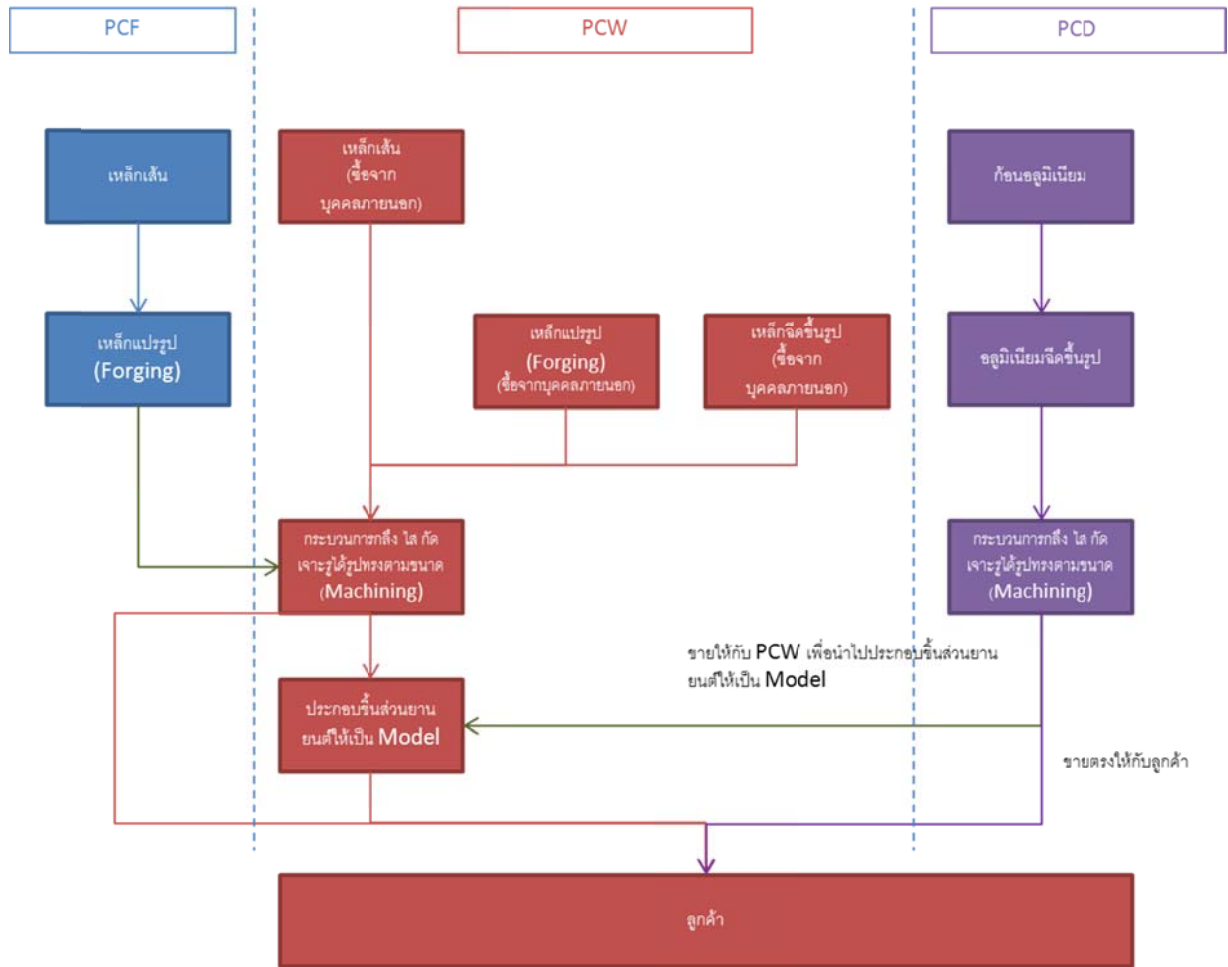 PCF
PCW
PCD
เหล็กเส้น
เหล็กเส้น
(ซื้อจาก
บุคคลภายนอก)
ก้อนอลูมิเนียม
เหล็กแปรรูป
(Forging)
เหล็กแปรรูป
(Forging)
(ซื้อจากบุคคลภายนอก)
เหล็กฉีดขึ้นรูป
(ซื้อจาก
บุคคลภายนอก)
อลูมิเนียมฉีดขึ้นรูป
กระบวนการกลึง ไส กัด
เจาะรูได้รูปทรงตามขนาด
(Machining)
กระบวนการกลึง ไส กัด
เจาะรูได้รูปทรงตามขนาด
(Machining)
ขายให้กับ PCW เพื่อนำไปประกอบชิ้นส่วนยาน
ยนต์ให้เป็น Model
ประกอบชิ้นส่วนยาน
ยนต์ให้เป็น Model
ขายตรงให้กับลูกค้า
ลูกค้า